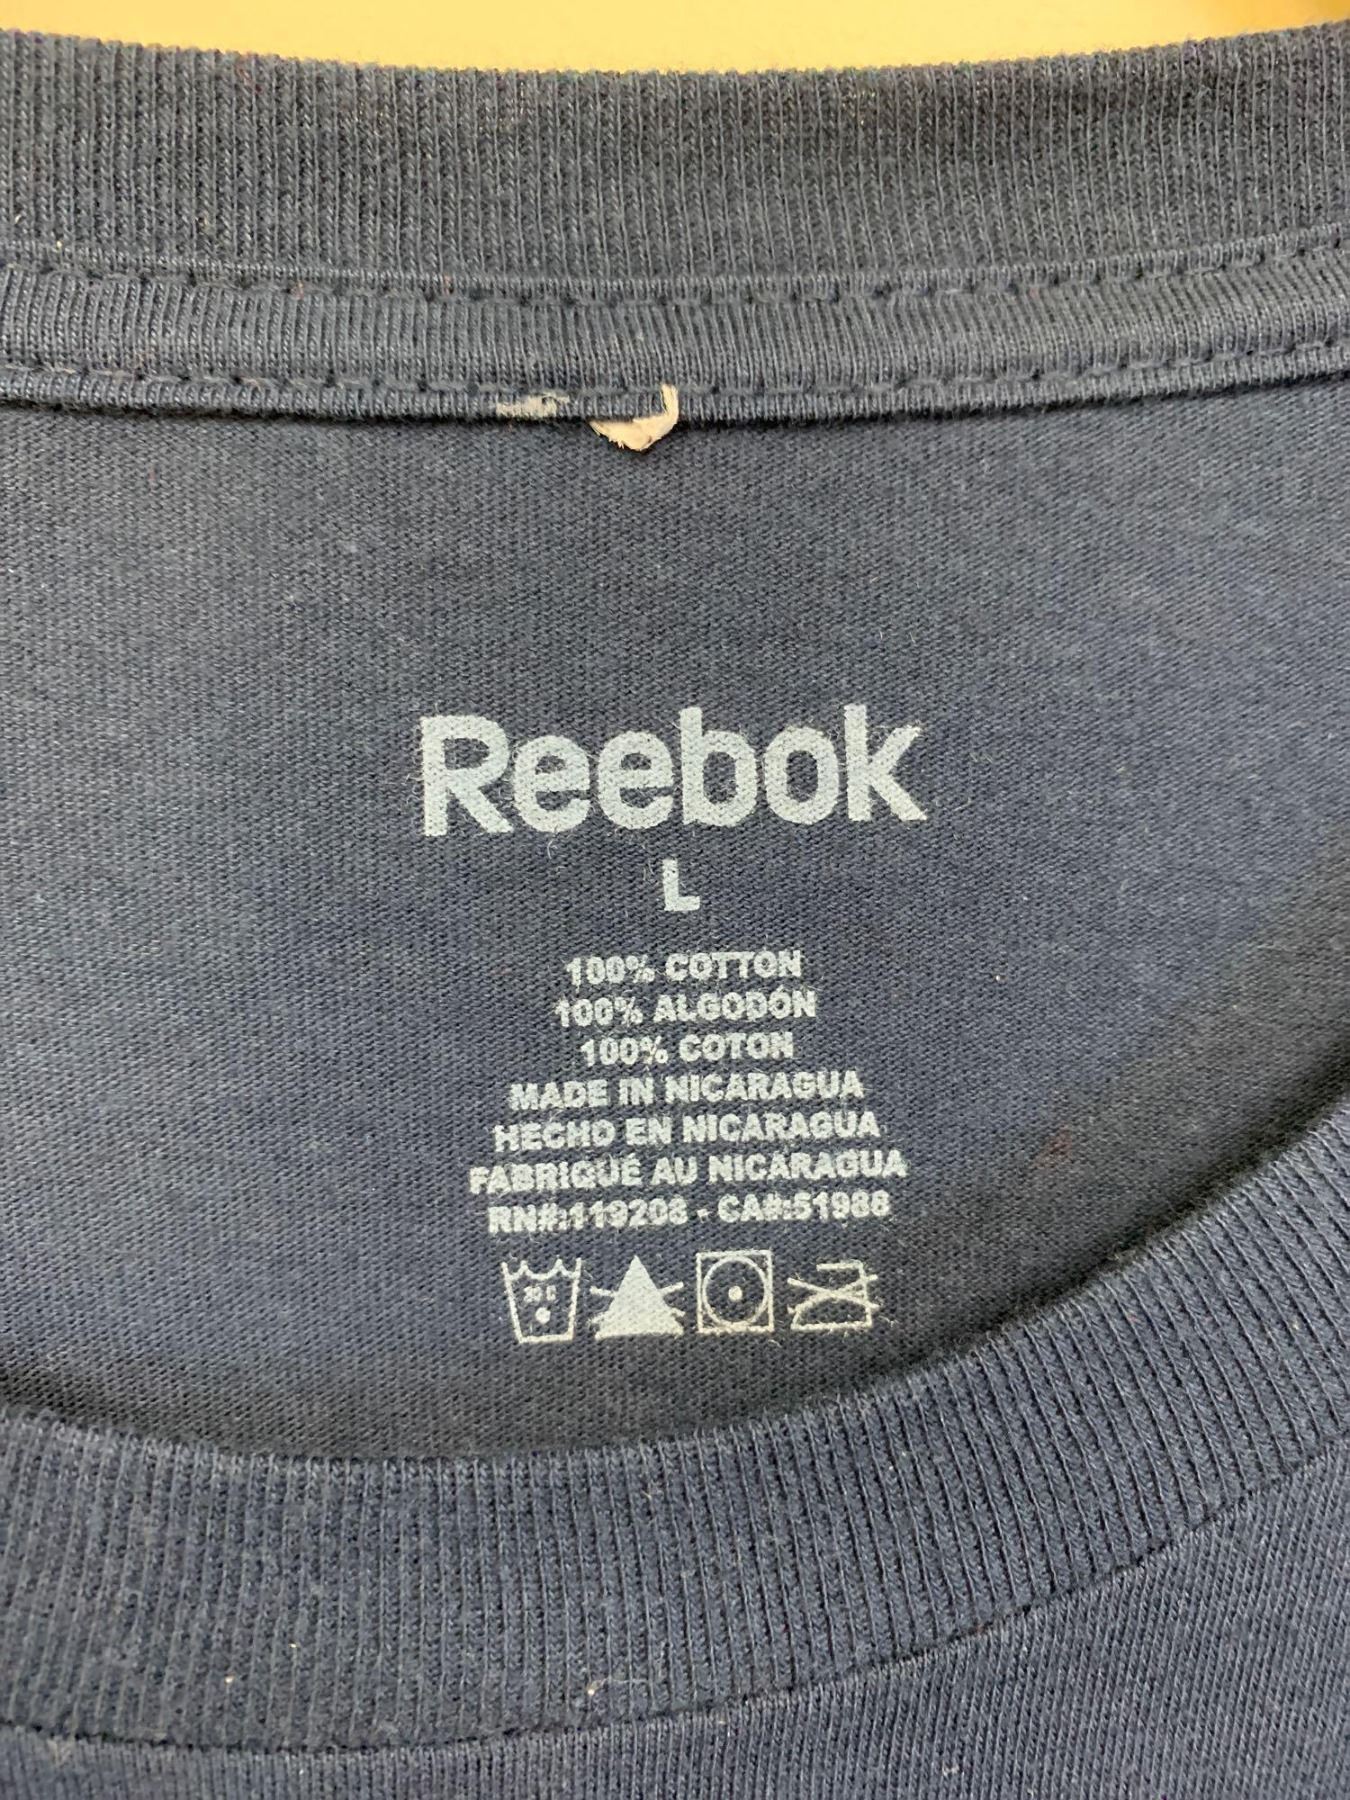 Reebok
L
100% COTTON
100% ALGODÓN
100% COTON
MADE IN NICARAGUA
HECHO EN NICARAGUA
FABRIQUÉ AU NICARAGUA
RN#:119208 - CA#:51988
30 C